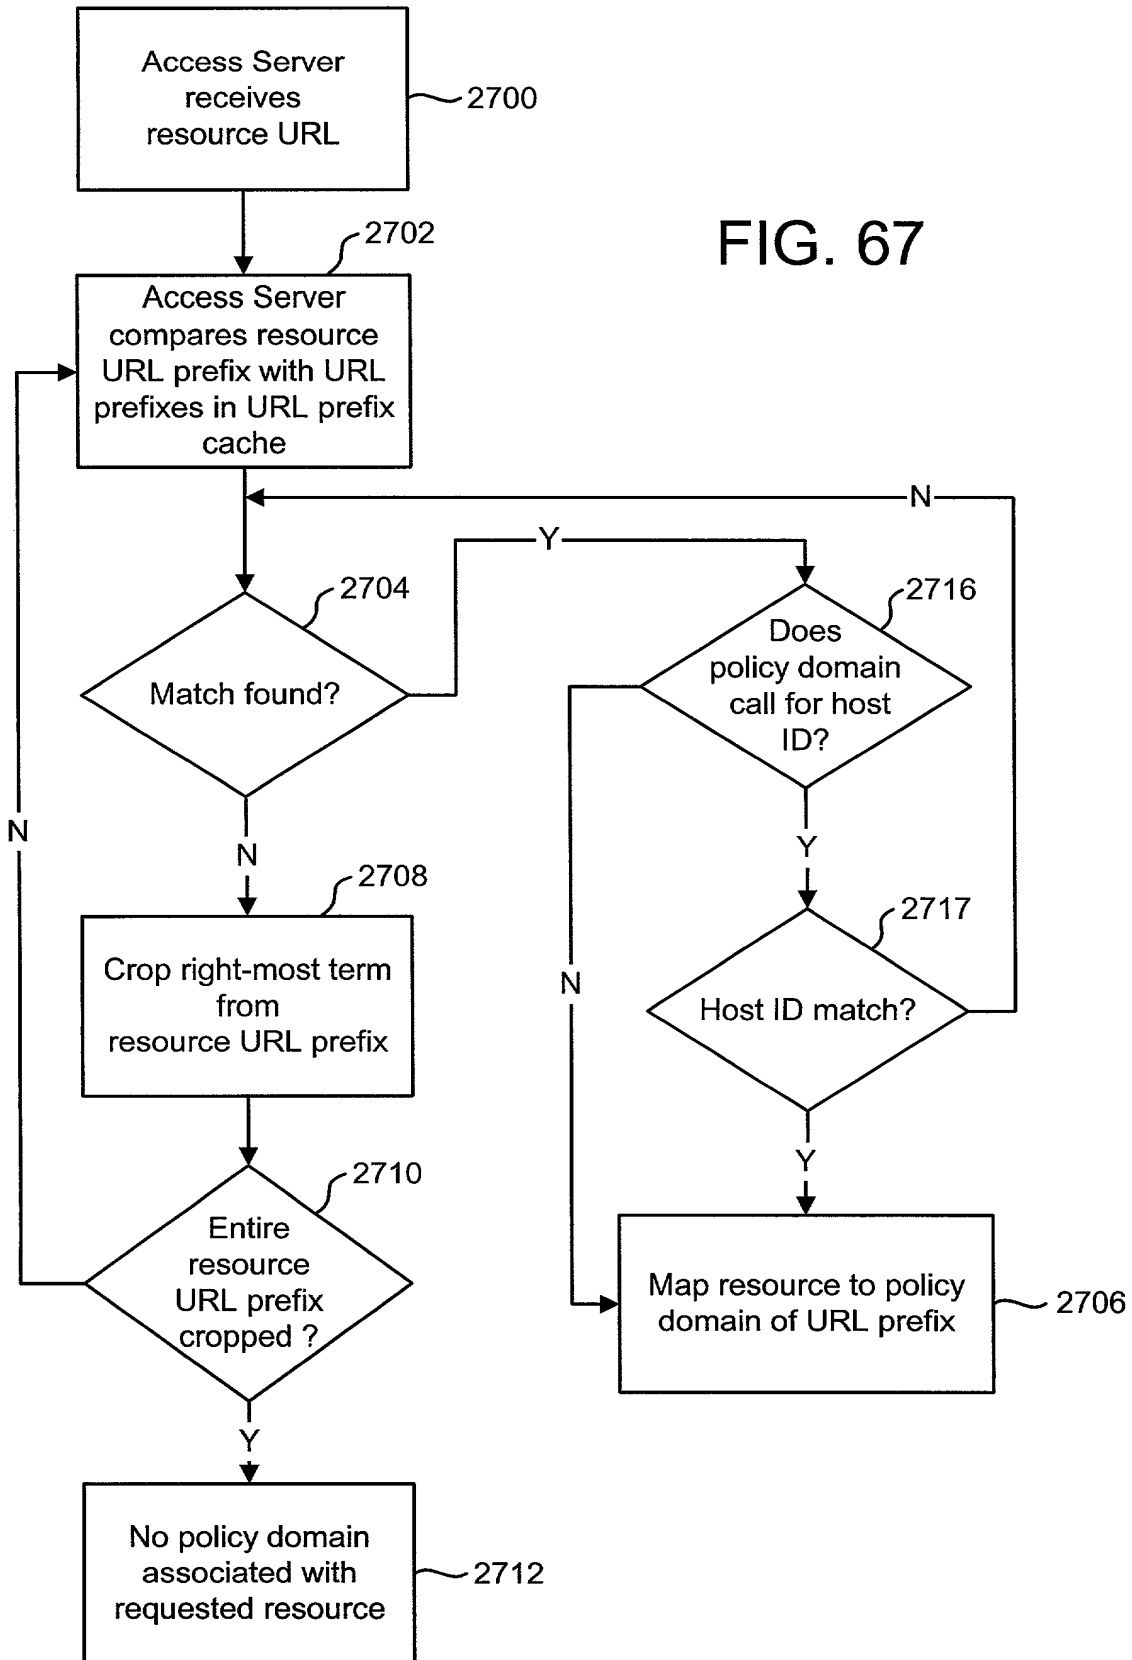 Access Server
receives
resource URL
2700
FIG. 67
2702
Access Server
compares resource
URL prefix with URL
prefixes in URL prefix
cache
N
Y
2704
Match found?
2716
Does
policy domain
call for host
ID?
N
N
Y
2708
Crop right-most term
from
resource URL prefix
2717
Host ID match?
N
2710
Entire
resource
URL prefix
cropped ?
Y
Map resource to policy
domain of URL prefix
2706
Y
No policy domain
associated with
requested resource
2712